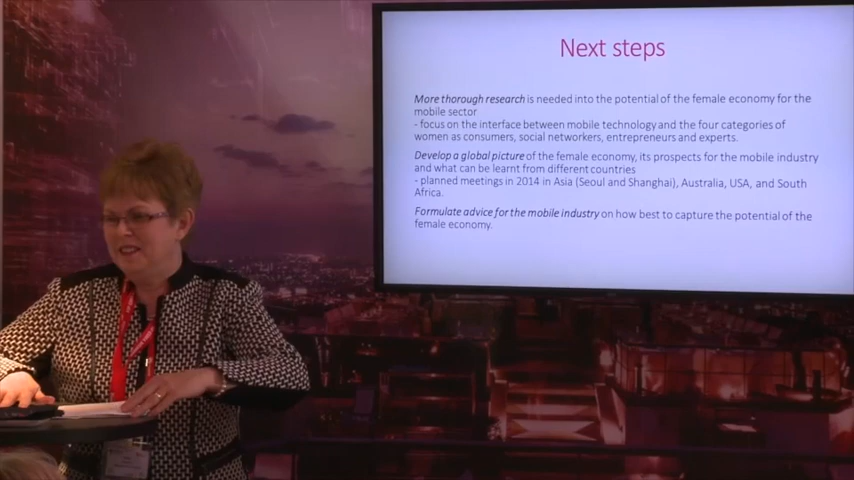 Next steps
More thorough research is needed into the potential of the female economy for the
mobile sector
- focus on the interface between mobile technology and the four categories of
women as consumers, social networkers, entrepreneurs and experts.
Develop a global picture of the female economy, its prospects for the mobile industry
and what can be learnt from different countries
- planned meetings in 2014 in Asia (Seoul and Shanghai), Australia, USA, and South
Africa.
Formulate advice for the mobile industry on how best to capture the potential of the
female economy.